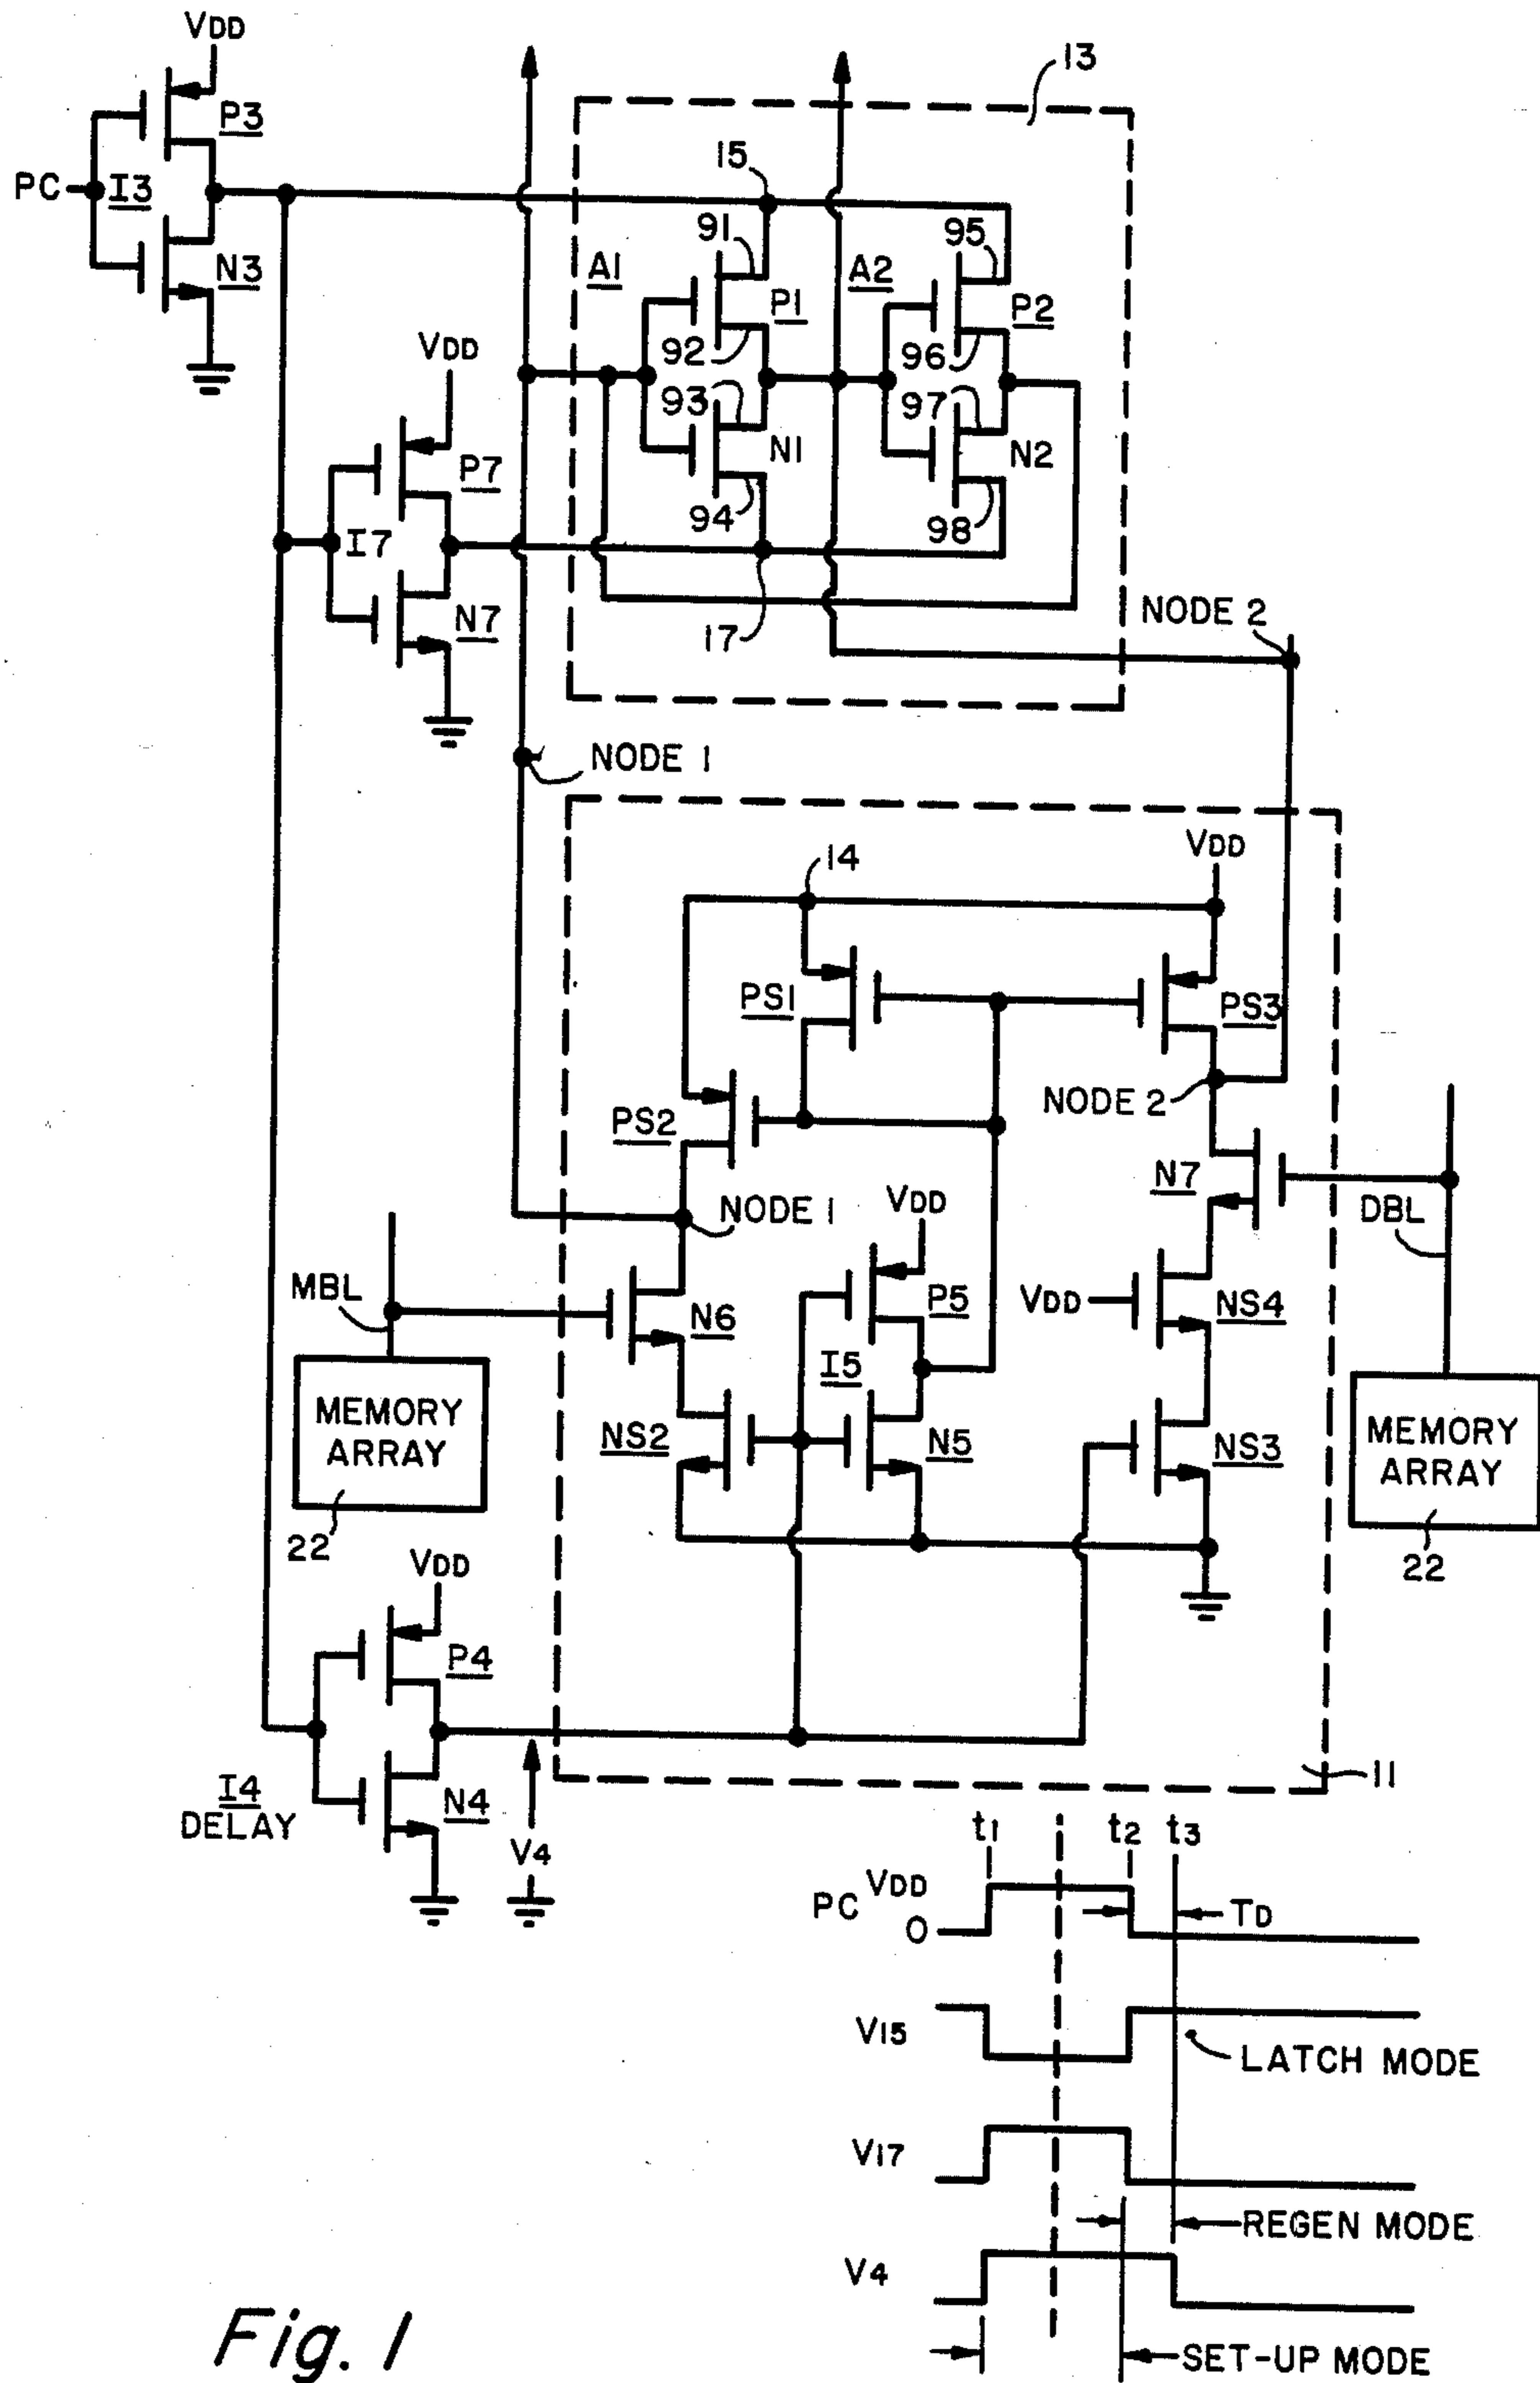 VDD
13
P3
15
PC
I3
91
95
N3
A1
A2
P1
P2
VDD
92
96
93
97
P7
N1
N2
94
98
I7
NODE 2
N7
17
NODE 1
14
VDD
PS1
PS3
NODE 2
PS2
N7
VDD
NODE 1
DBL
MBL
P5
VDD
NS4
N6
I5
MEMORY
ARRAY
NS2
N5
NS3
MEMORY
ARRAY
22
22
VDD
P4
11
I4
DELAY
N4
V4
t1
t2
t3
PC
VDD
0
TD
V15
LATCH MODE
V17
REGEN MODE
V4
SET-UP MODE
Fig. 1